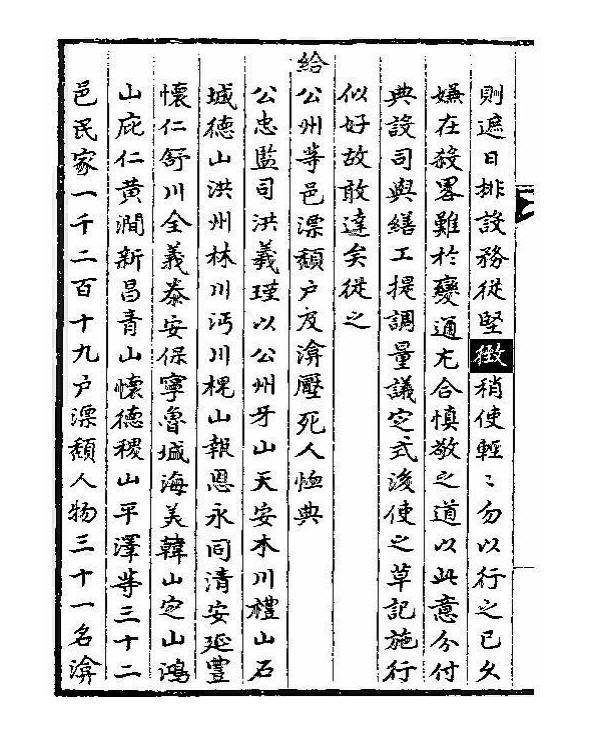 則遮日排設務從堅緻稍使輕〻勿以行之已久
嫌在殺畧難於變通尤合慎敬之道以此意分付
典設司與繕工提調量議定式後使之草記施行
似好故敢達矣從之
給公州等邑漂頹户及渰壓死人恤典
公忠監司洪義瑾以公州牙山天安木川禮山石
城德山洪州林川沔川槐山報恩永同清安延豐
懷仁舒川全義泰安保寧魯城海美韓山定山鴻
山庇仁黃澗新昌青山懷德稷山平澤等三十二
邑民家一千二百十九户漂頹人物三十一名渰